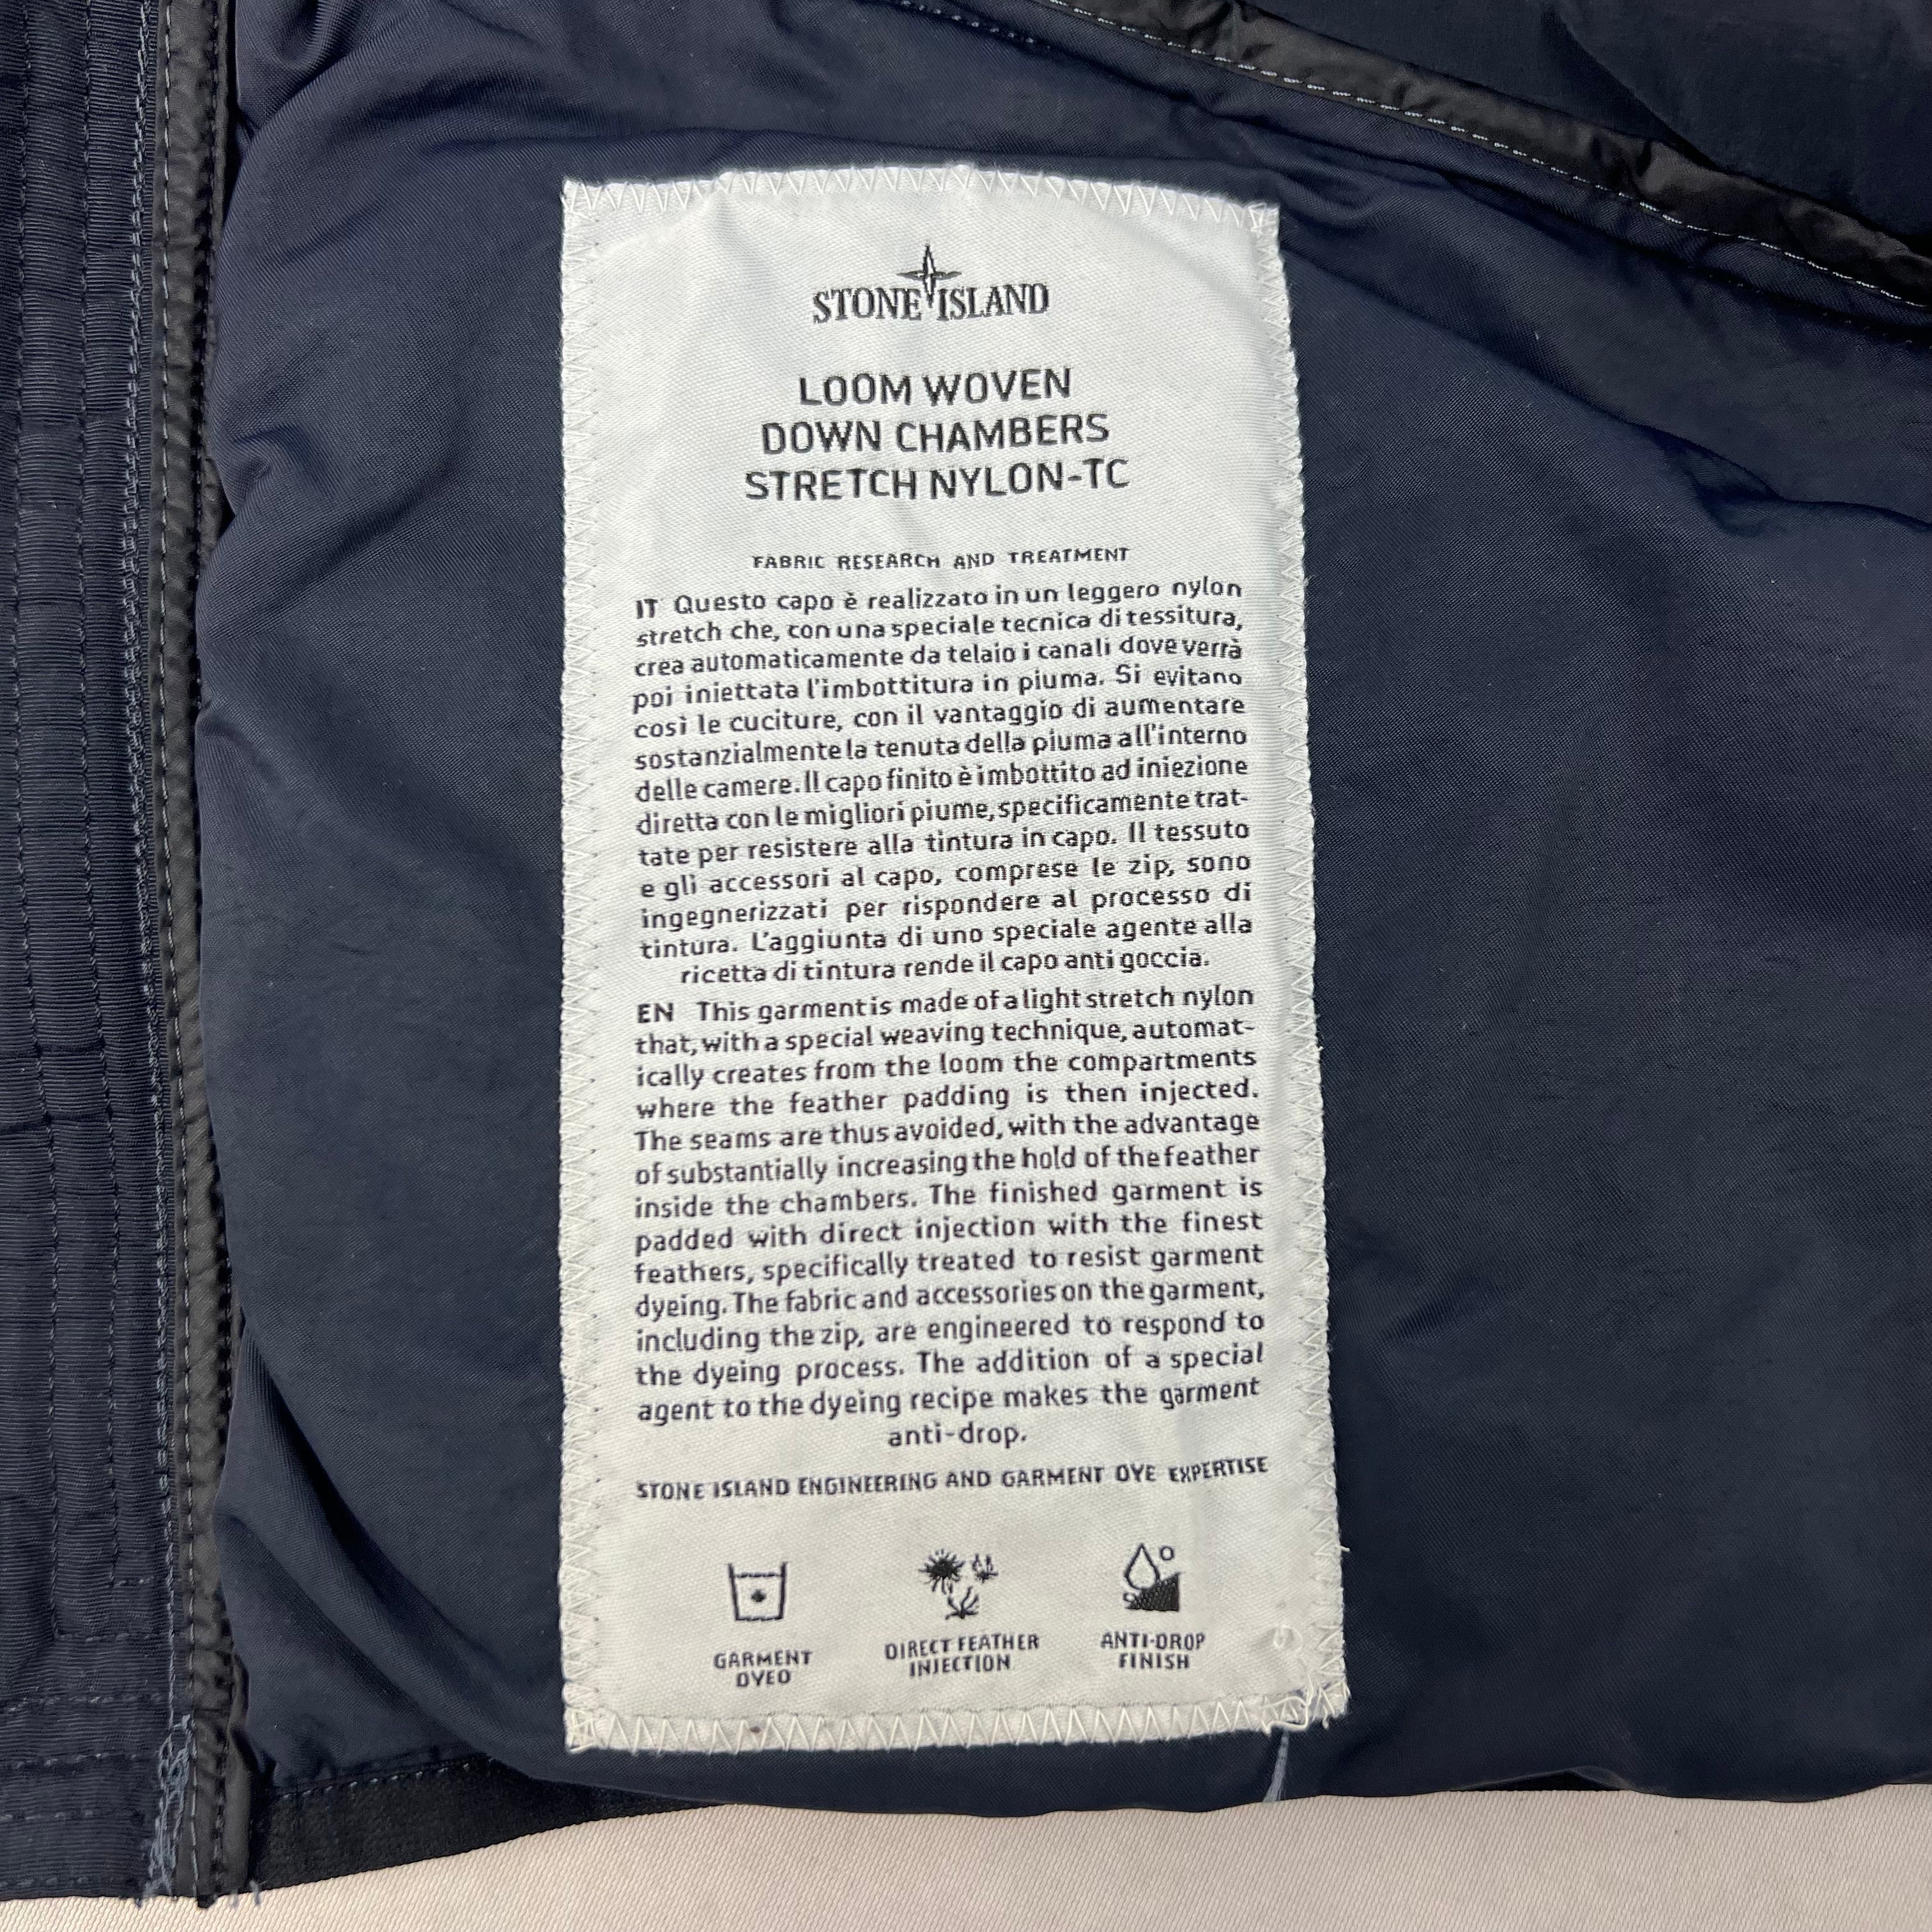 STONE ISLAND
LOOM WOVEN
DOWN CHAMBERS
STRETCH NYLON-TC
FABRIC RESEARCH AND TREATMENT
IT Questo capo è realizzato in un leggero nylon
stretch che, con una speciale tecnica di tessitura,
crea automaticamente da telaio i canali dove verrà
poi iniettata l'imbottitura in piuma. Si evitano
così le cuciture, con il vantaggio di aumentare
sostanzialmente la tenuta della piuma all'interno
delle camere. Il capo finito è imbottito ad iniezione
diretta con le migliori piume, specificamente trat-
tate per resistere alla tintura in capo. Il tessuto
e gli accessori al capo, comprese le zip, sono
ingegnerizzati per rispondere al processo di
tintura. L'aggiunta di uno speciale agente alla
ricetta di tintura rende il capo anti goccia.
EN This garment is made of a light stretch nylon
that, with a special weaving technique, automat-
ically creates from the loom the compartments
where the feather padding is then injected.
The seams are thus avoided, with the advantage
of substantially increasing the hold of the feather
inside the chambers. The finished garment is
padded with direct injection with the finest
feathers, specifically treated to resist garment
dyeing. The fabric and accessories on the garment,
including the zip, are engineered to respond to
the dyeing process. The addition of a special
agent to the dyeing recipe makes the garment
anti-drop.
STONE ISLAND ENGINEERING AND GARMENT DYE EXPERTISE
GARMENT
DYED
DIRECT FEATHER
INJECTION
ANTI-DROP
FINISH